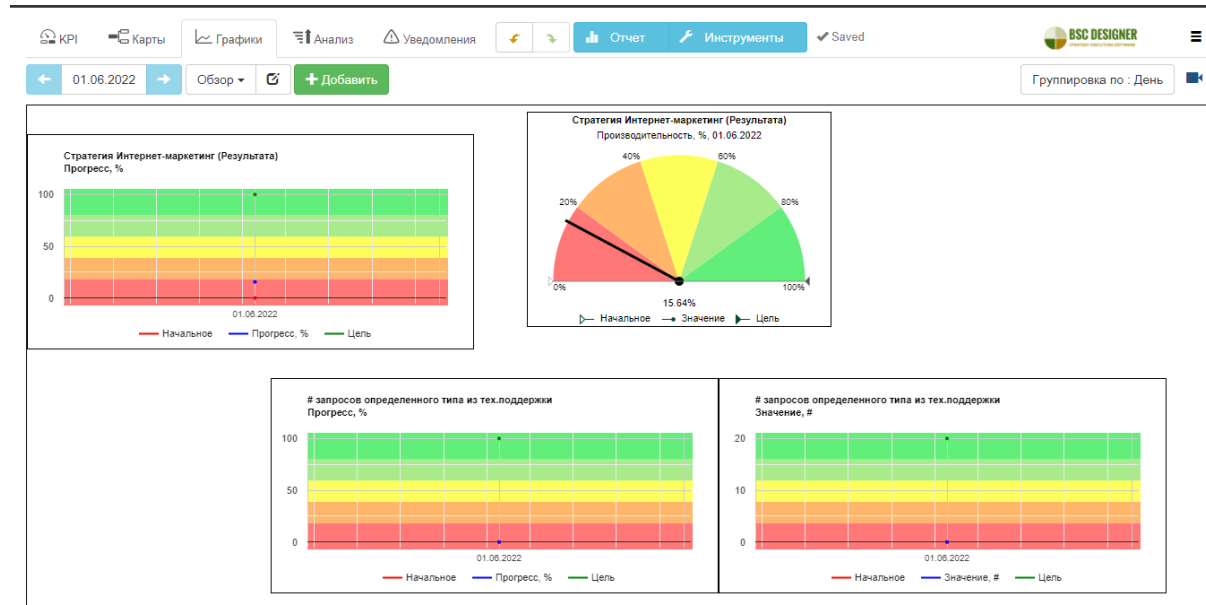 KPI Карты Графики Анализ Уведомления Отчет Инструменты Saved BSC DESIGNER
STRATEGY EXECUTION SOFTWARE
01.06.2022 Обзор Добавить Группировка по : День
Стратегия Интернет-маркетинг (Результата)
Прогресс, %
100
50
0
01.06.2022
Начальное Прогресс, % Цель
Стратегия Интернет-маркетинг (Результата)
Производительность, %, 01.06.2022
40% 60%
20% 80%
0% 100%
15.64%
Начальное Значение Цель
# запросов определенного типа из тех.поддержки
Прогресс, %
100
50
0
01.06.2022
Начальное Прогресс, % Цель
# запросов определенного типа из тех.поддержки
Значение, #
20
10
0
01.06.2022
Начальное Значение, # Цель